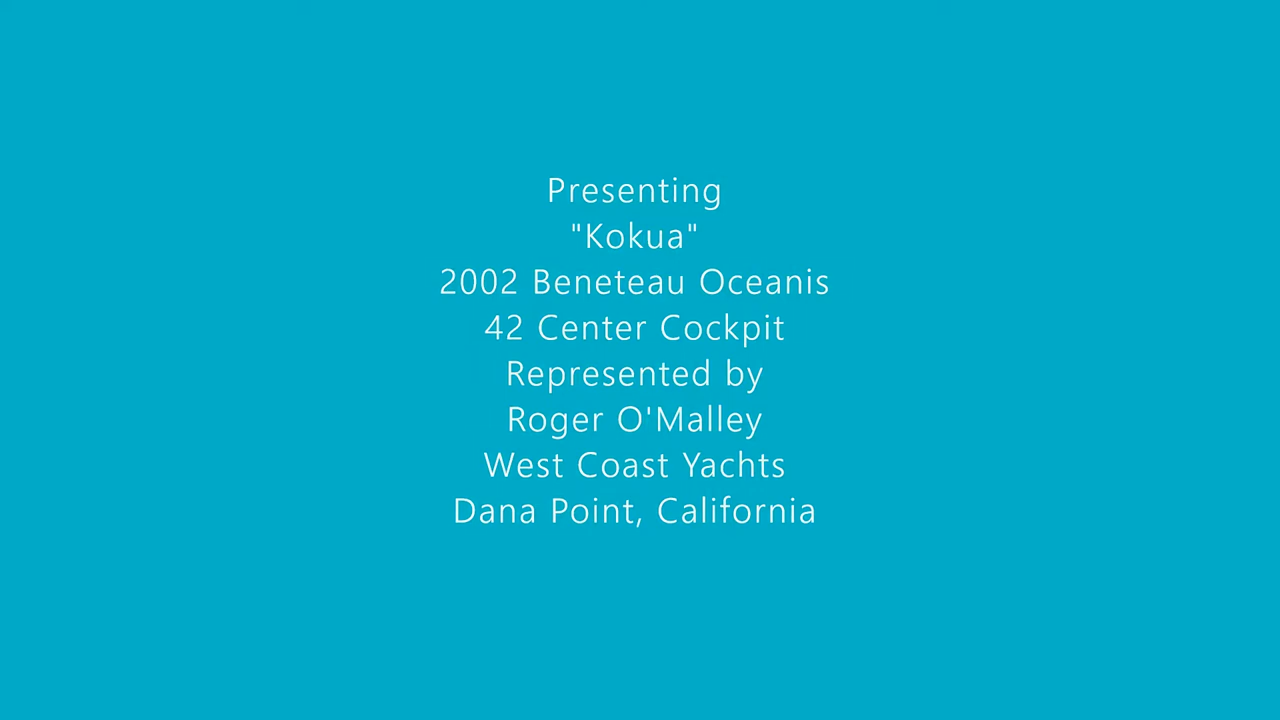 Presenting
"Kokua"
2002 Beneteau Oceanis
42 Center Cockpit
Represented by
Roger O'Malley
West Coast Yachts
Dana Point, California